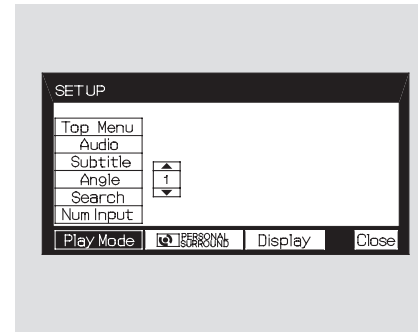 SETUP
Top Menu
Audio
Subtitle
Angle
Search
Num Input
1
Play Mode
PERSONAL
SURROUND
Display
Close